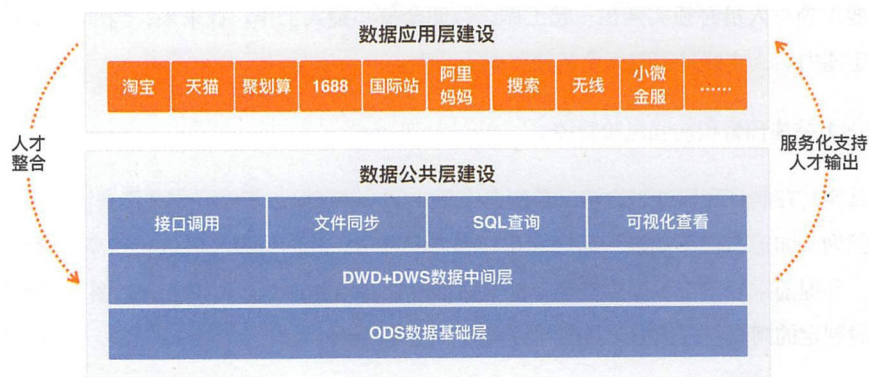 数据应用层建设
淘宝 天猫 聚划算 1688 国际站 阿里妈妈 搜索 无线 小微金服 ……
人才
整合
服务化支持
人才输出
数据公共层建设
接口调用 文件同步 SQL查询 可视化查看
DWD+DWS数据中间层
ODS数据基础层